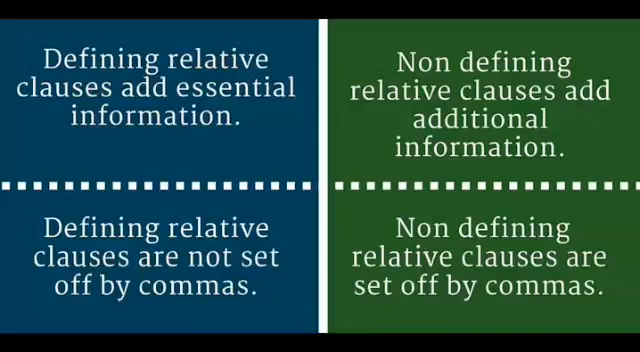 Defining relative
clauses add essential
information.
Non defining
relative clauses add
additional
information.
Defining relative
clauses are not set
off by commas.
Non defining
relative clauses are
set off by commas.